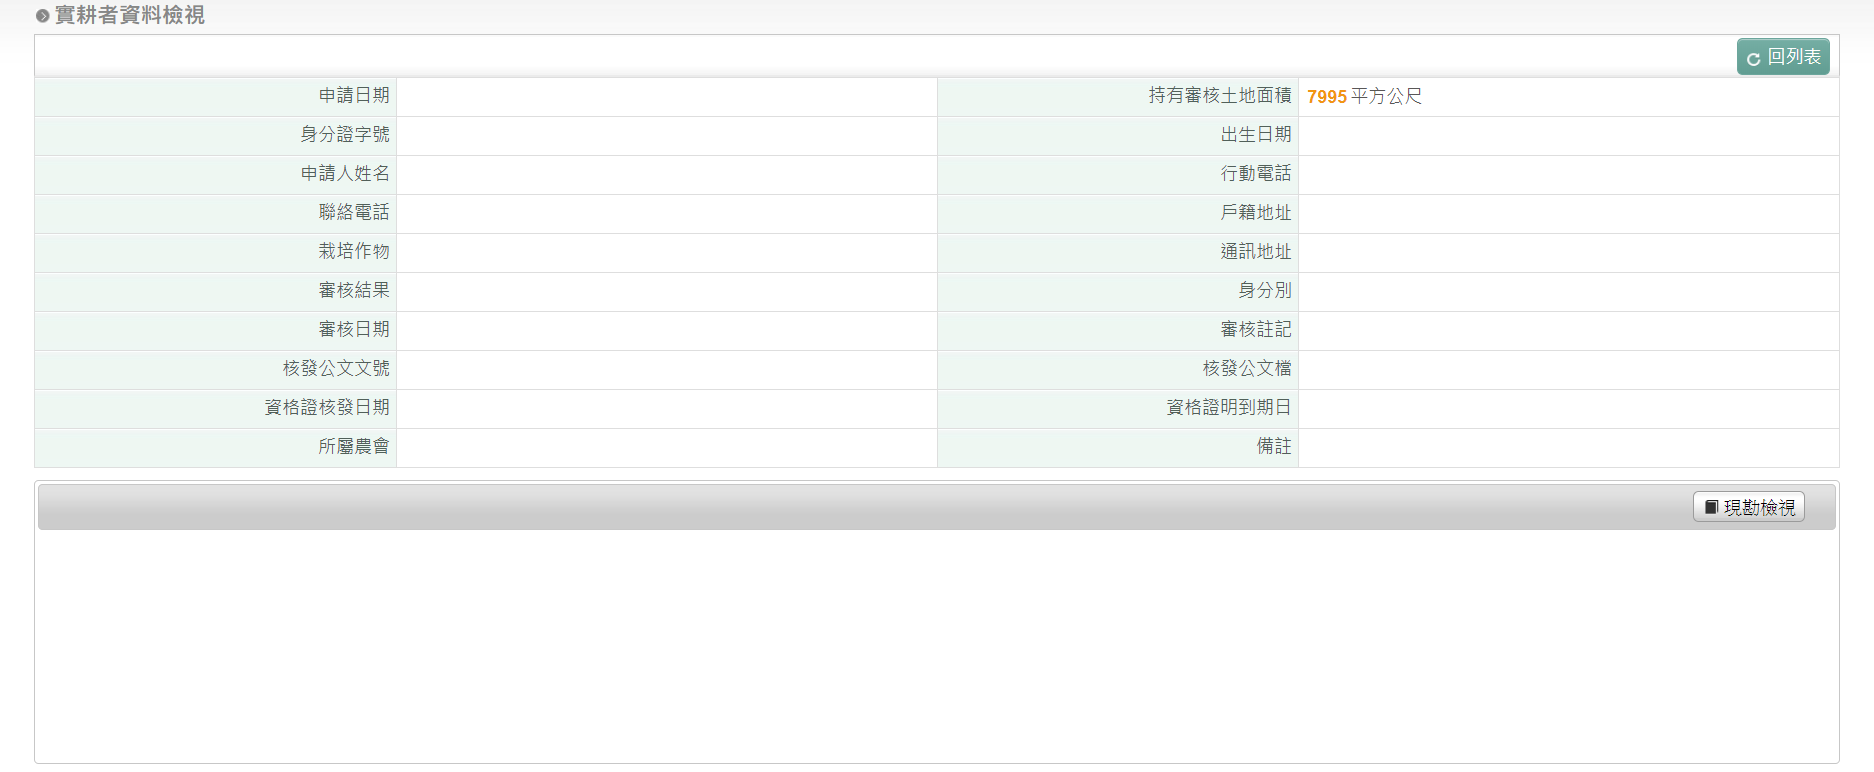 實耕者資料檢視
回列表
申請日期 持有審核土地面積 7995 平方公尺
身分證字號 出生日期
申請人姓名 行動電話
聯絡電話 戶籍地址
栽培作物 通訊地址
審核結果 身分別
審核日期 審核註記
核發公文文號 核發公文檔
資格證核發日期 資格證明到期日
所屬農會 備註
現勘檢視